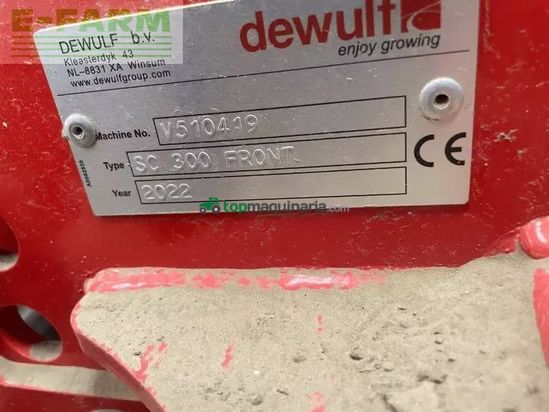 E-FARM
DEWULF b.v.
Kleasterdyk 43
NL-8831 XA Winsum
www.dewulfgroup.com
dewulf
enjoy growing
Machine No. V510419
Type SC 300 FRONT
Year 2022
CE
topmaquinaria.com